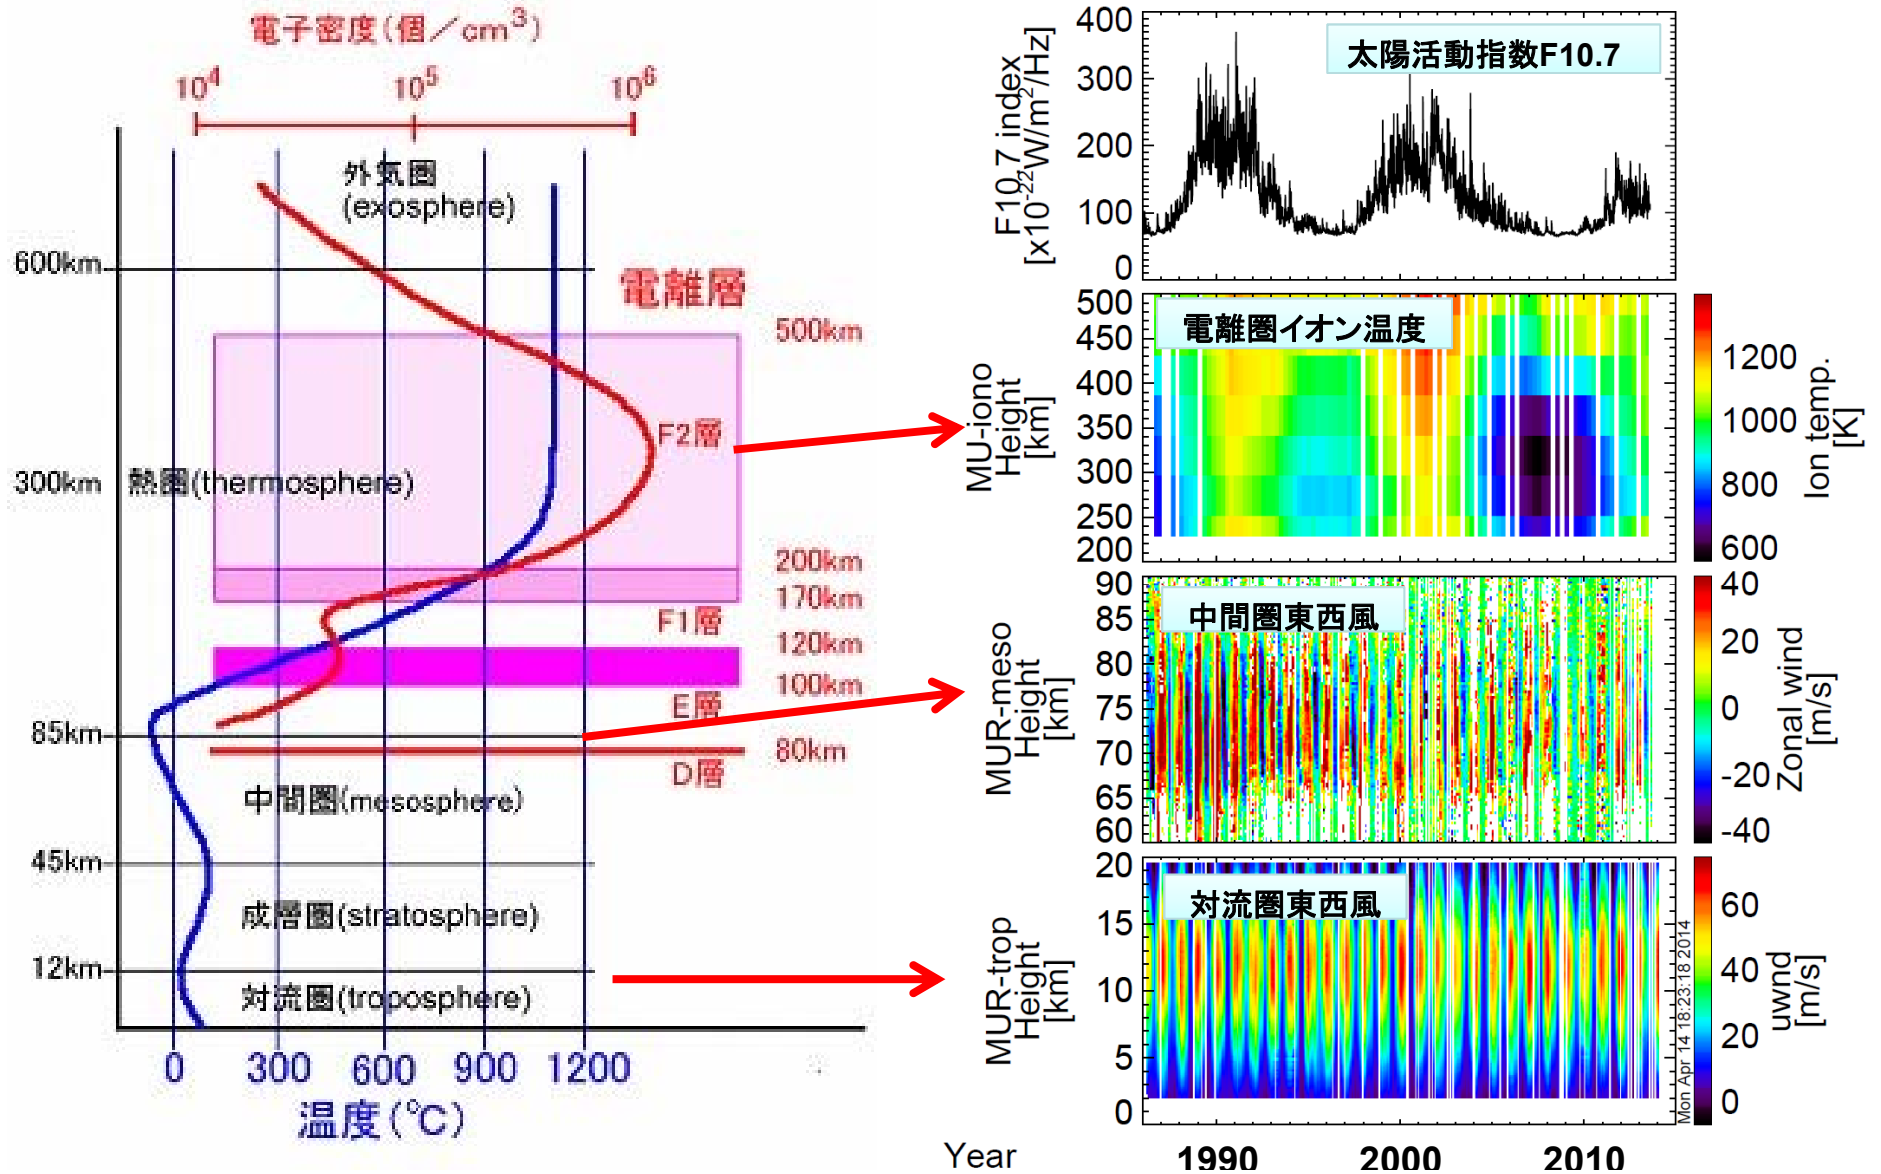 電子密度(個／cm3)
10^4 10^5 10^6
外気圏
(exosphere)
600km
電離層
500km
F2層
300km
熱圏(thermosphere)
200km
170km
F1層
120km
100km
E層
85km
80km
D層
中間圏(mesosphere)
45km
成層圏(stratosphere)
12km
対流圏(troposphere)
0 300 600 900 1200
温度(℃)
太陽活動指数F10.7
F10.7 index
[x10-22W/m2/Hz]
400
300
200
100
0
電離圏イオン温度
MU-iono
Height
[km]
500
450
400
350
300
250
200
1200
1000
800
600
Ion temp.
[K]
中間圏東西風
MUR-meso
Height
[km]
90
85
80
75
70
65
60
40
20
0
-20
-40
Zonal wind
[m/s]
対流圏東西風
MUR-trop
Height
[km]
20
15
10
5
0
60
40
20
0
uwnd
[m/s]
Mon Apr 14 18:23:18 2014
Year 1990 2000 2010